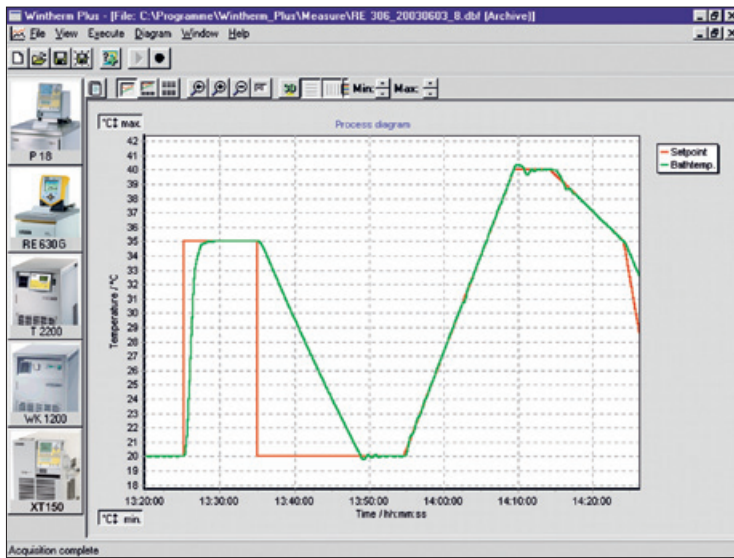 Wintherm Plus - [File: C:\Programme\Wintherm_Plus\Measure\RE 306_20030603_8.dbf (Archive)]
File View Execute Diagram Window Help
3D Min: Max:
°C max.
Process diagram
Setpoint
Bathtemp.
P 18
RE 630G
T 2200
WK 1200
XT150
Temperature / °C
42
41
40
39
38
37
36
35
34
33
32
31
30
29
28
27
26
25
24
23
22
21
20
19
18
13:20:00 13:30:00 13:40:00 13:50:00 14:00:00 14:10:00 14:20:00
Time / hh:mm:ss
°C min.
Acquisition complete